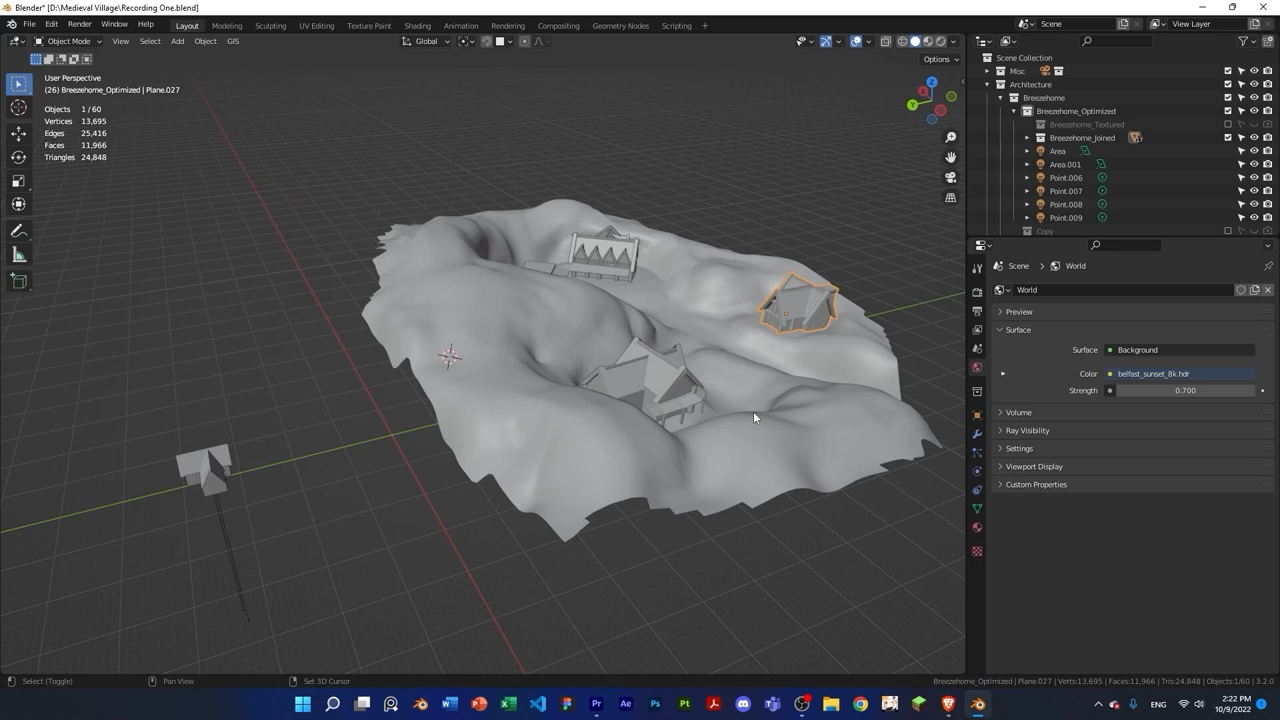 Blender* [D:\Medieval Village\Recording One.blend]
File Edit Render Window Help Layout Modeling Sculpting UV Editing Texture Paint Shading Animation Rendering Compositing Geometry Nodes Scripting + Scene View Layer
Object Mode View Select Add Object GIS Global
Options
User Perspective
(26) Breezehome_Optimized | Plane.027
Objects 1 / 60
Vertices 13,695
Edges 25,416
Faces 11,966
Triangles 24,848
Z
X
Y
Scene Collection
Misc
Architecture
Breezehome
Breezehome_Optimized
Breezehome_Textured
Breezehome_Joined
Area
Area.001
Point.006
Point.007
Point.008
Point.009
Copy
Scene > World
World
Preview
Surface
Surface Background
Color belfast_sunset_8k.hdr
Strength 0.700
Volume
Ray Visibility
Settings
Viewport Display
Custom Properties
Select (Toggle) Pan View Set 3D Cursor Breezehome_Optimized | Plane.027 | Verts:13,695 | Faces:11,966 | Tris:24,848 | Objects:1/60 | 3.2.0
2:22 PM
10/9/2022